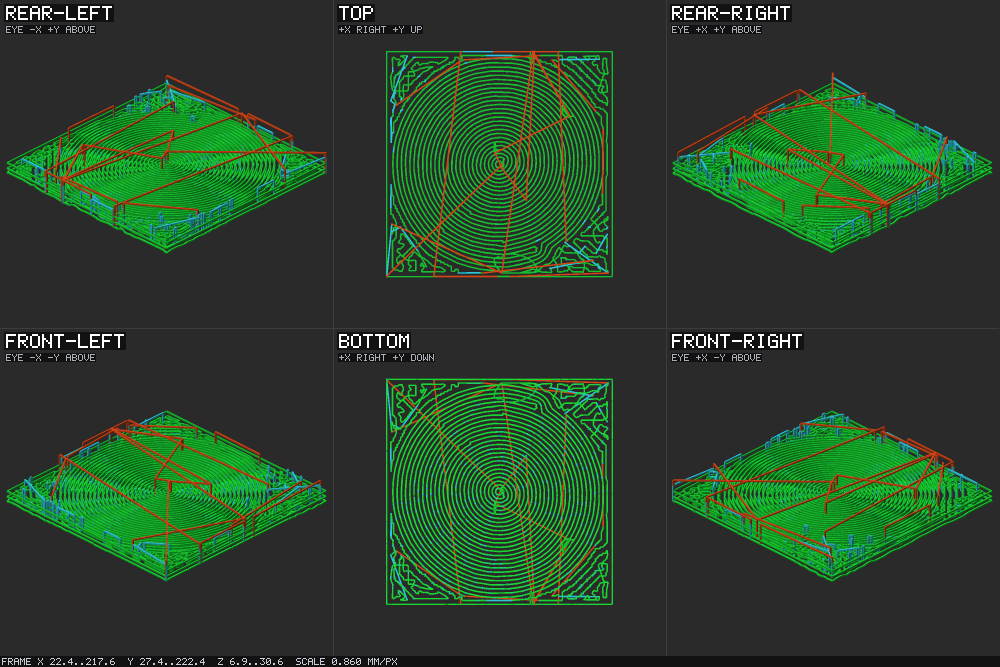 REAR-LEFT
EYE -X +Y ABOVE
TOP
+X RIGHT +Y UP
REAR-RIGHT
EYE +X +Y ABOVE
FRONT-LEFT
EYE -X -Y ABOVE
BOTTOM
+X RIGHT +Y DOWN
FRONT-RIGHT
EYE +X -Y ABOVE
FRAME X 22.4..217.6 Y 27.4..222.4 Z 6.9..30.6 SCALE 0.860 MM/PX